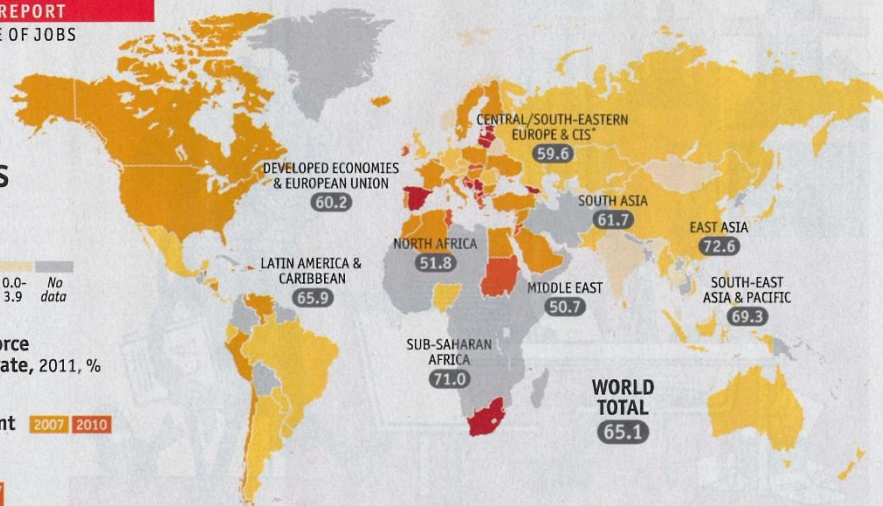 REPORT
E OF JOBS
S
0.0-
3.9
No
data
orce
ate, 2011, %
nt 2007 2010
CENTRAL/SOUTH-EASTERN
EUROPE & CIS*
59.6
DEVELOPED ECONOMIES
& EUROPEAN UNION
60.2
SOUTH ASIA
61.7
EAST ASIA
72.6
NORTH AFRICA
51.8
LATIN AMERICA &
CARIBBEAN
65.9
MIDDLE EAST
50.7
SOUTH-EAST
ASIA & PACIFIC
69.3
SUB-SAHARAN
AFRICA
71.0
WORLD
TOTAL
65.1